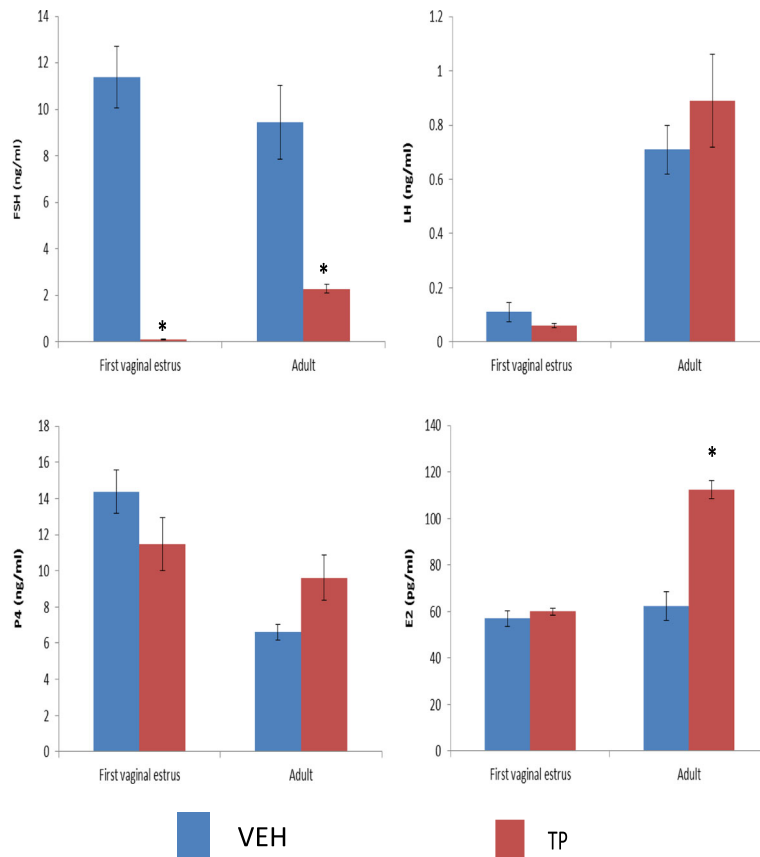 FSH (ng/ml)
14
12
10
8
6
4
2
0
*
*
First vaginal estrus
Adult
LH (ng/ml)
1.2
1
0.8
0.6
0.4
0.2
0
First vaginal estrus
Adult
P4 (ng/ml)
18
16
14
12
10
8
6
4
2
0
First vaginal estrus
Adult
E2 (pg/ml)
140
120
100
80
60
40
20
0
*
First vaginal estrus
Adult
VEH
TP